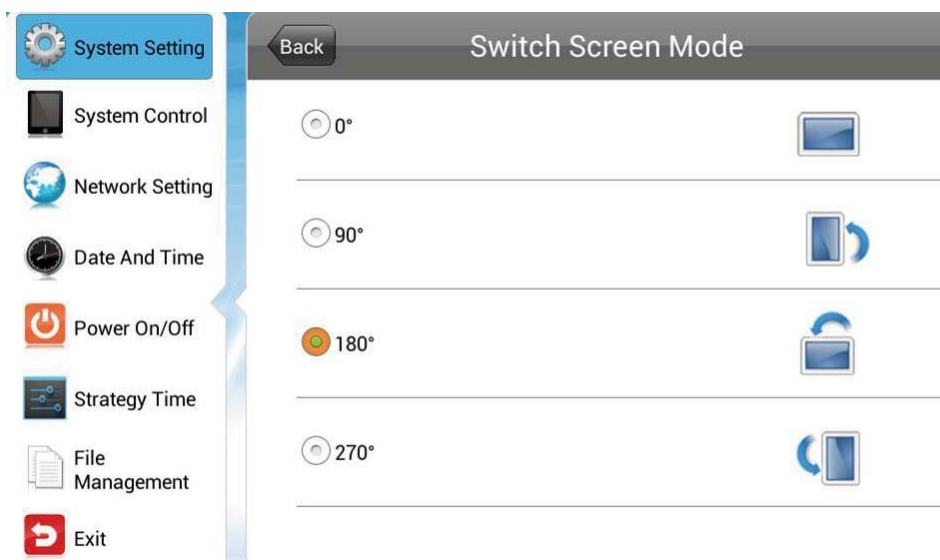 System Setting
System Control
Network Setting
Date And Time
Power On/Off
Strategy Time
File
Management
Exit
Back
Switch Screen Mode
0°
90°
180°
270°